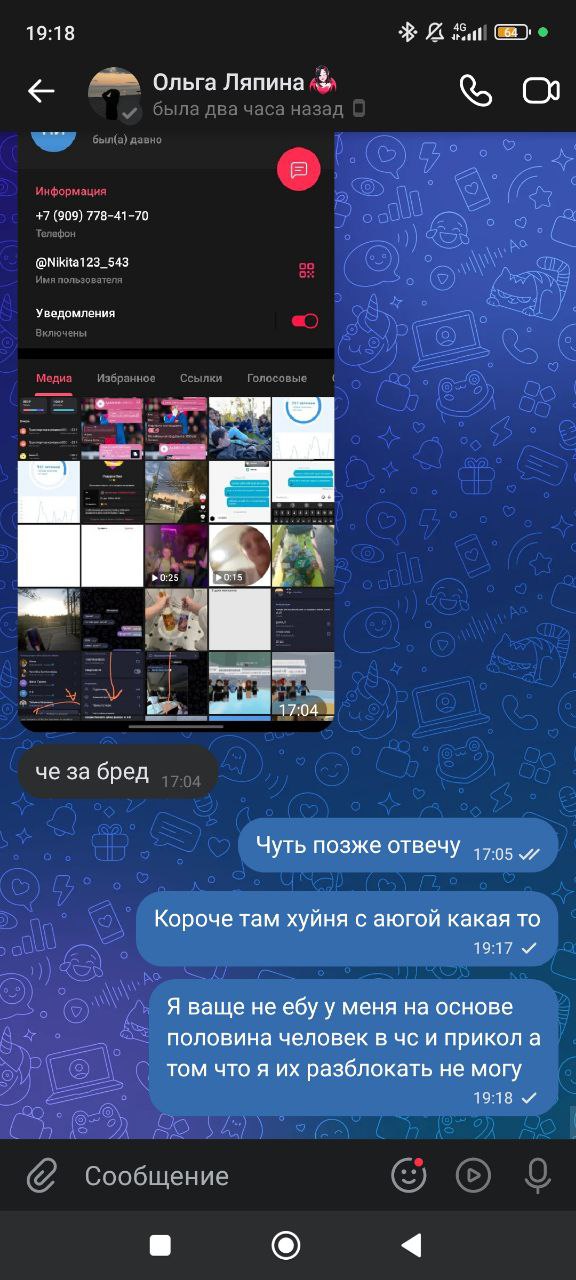 19:18
4G
64
Ольга Ляпина
была два часа назад
был(а) давно
Информация
+7 (909) 778-41-70
Телефон
@Nikita123_543
Имя пользователя
Уведомления
Включены
Медиа
Избранное
Ссылки
Голосовые
0:25
0:15
17:04
че за бред 17:04
Чуть позже отвечу 17:05
Короче там хуйня с аюгой какая то
19:17
Я ваще не ебу у меня на основе
половина человек в чс и прикол а
том что я их разблокать не могу
19:18
Сообщение